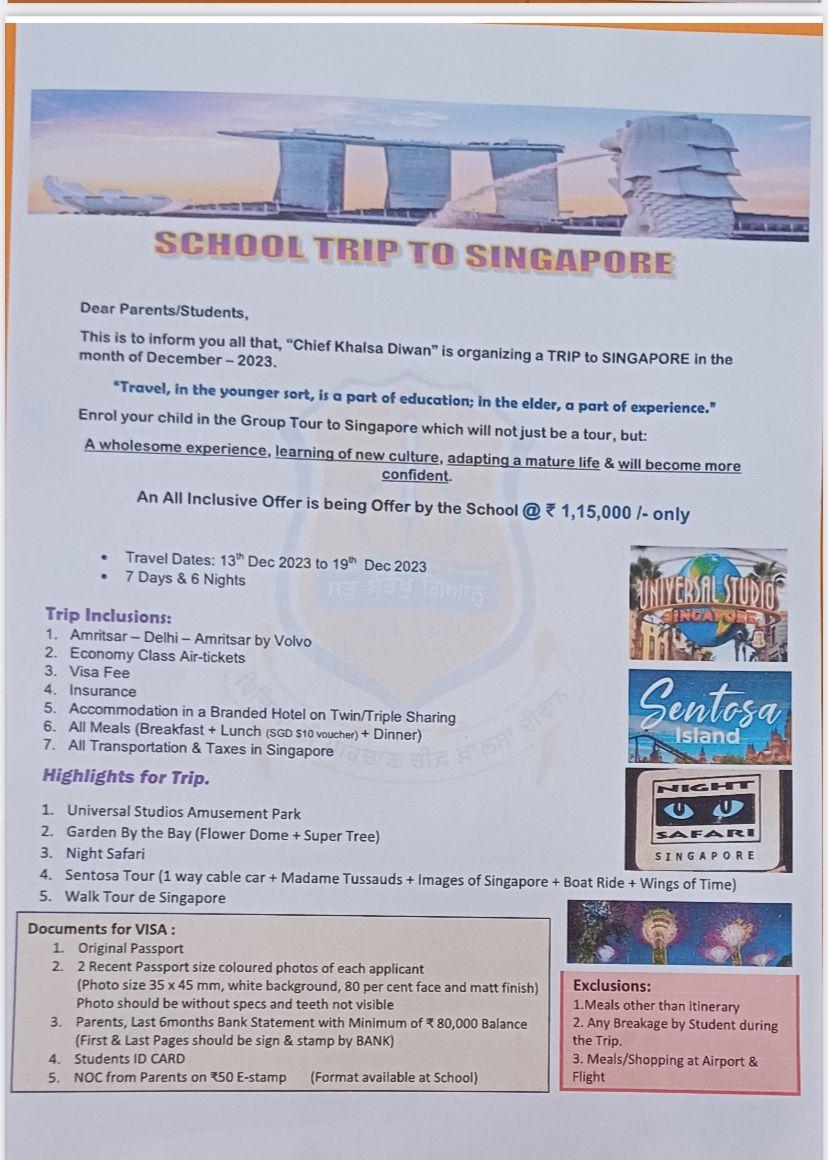 SCHOOL TRIP TO SINGAPORE
Dear Parents/Students,
This is to inform you all that, “Chief Khalsa Diwan” is organizing a TRIP to SINGAPORE in the
month of December – 2023.
“Travel, in the younger sort, is a part of education; in the elder, a part of experience.”
Enrol your child in the Group Tour to Singapore which will not just be a tour, but:
A wholesome experience, learning of new culture, adapting a mature life & will become more
confident.
An All Inclusive Offer is being Offer by the School @ ₹ 1,15,000 /- only
• Travel Dates: 13th Dec 2023 to 19th Dec 2023
• 7 Days & 6 Nights
Trip Inclusions:
1. Amritsar – Delhi – Amritsar by Volvo
2. Economy Class Air-tickets
3. Visa Fee
4. Insurance
5. Accommodation in a Branded Hotel on Twin/Triple Sharing
6. All Meals (Breakfast + Lunch (SGD $10 voucher) + Dinner)
7. All Transportation & Taxes in Singapore
UNIVERSAL STUDIOS
SINGAPORE
Sentosa
Island
NIGHT
SAFARI
SINGAPORE
Highlights for Trip.
1. Universal Studios Amusement Park
2. Garden By the Bay (Flower Dome + Super Tree)
3. Night Safari
4. Sentosa Tour (1 way cable car + Madame Tussauds + Images of Singapore + Boat Ride + Wings of Time)
5. Walk Tour de Singapore
Documents for VISA :
1. Original Passport
2. 2 Recent Passport size coloured photos of each applicant
(Photo size 35 x 45 mm, white background, 80 per cent face and matt finish)
Photo should be without specs and teeth not visible
3. Parents, Last 6months Bank Statement with Minimum of ₹ 80,000 Balance
(First & Last Pages should be sign & stamp by BANK)
4. Students ID CARD
5. NOC from Parents on ₹50 E-stamp (Format available at School)
Exclusions:
1.Meals other than itinerary
2. Any Breakage by Student during
the Trip.
3. Meals/Shopping at Airport &
Flight